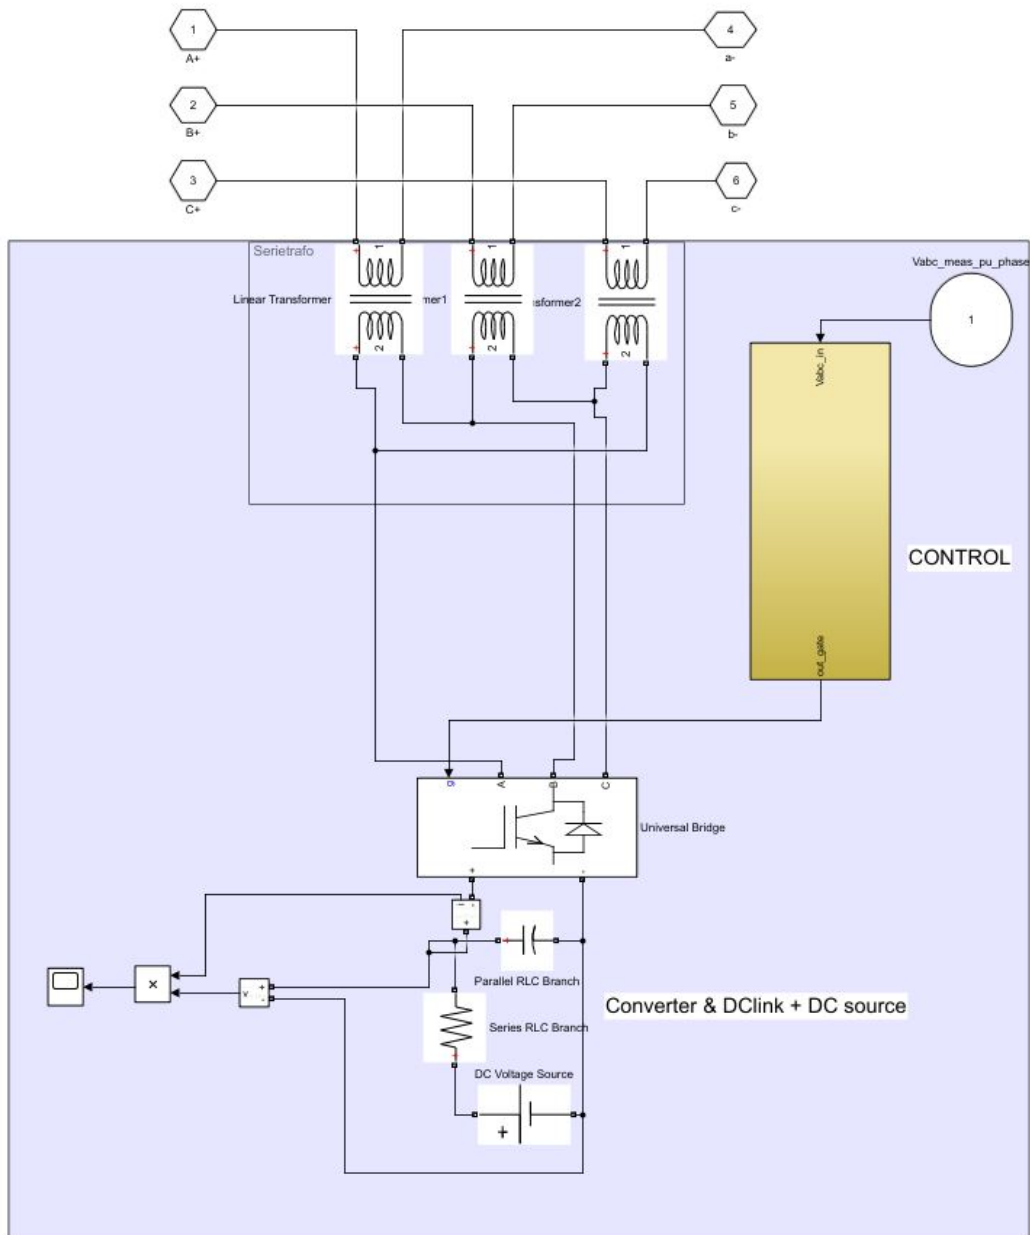 1
A+
4
a-
2
B+
5
b-
3
C+
6
c-
Serietrafo
+
1
+
1
+
1
Linear Transformer
mer1
sformer2
+
2
+
2
+
2
Vabc_meas_pu_phase
1
Vabc_in
CONTROL
out_gate
g
A
B
C
Universal Bridge
+
-
+
+
Parallel RLC Branch
×
v
+
-
Converter & DClink + DC source
Series RLC Branch
+
DC Voltage Source
+